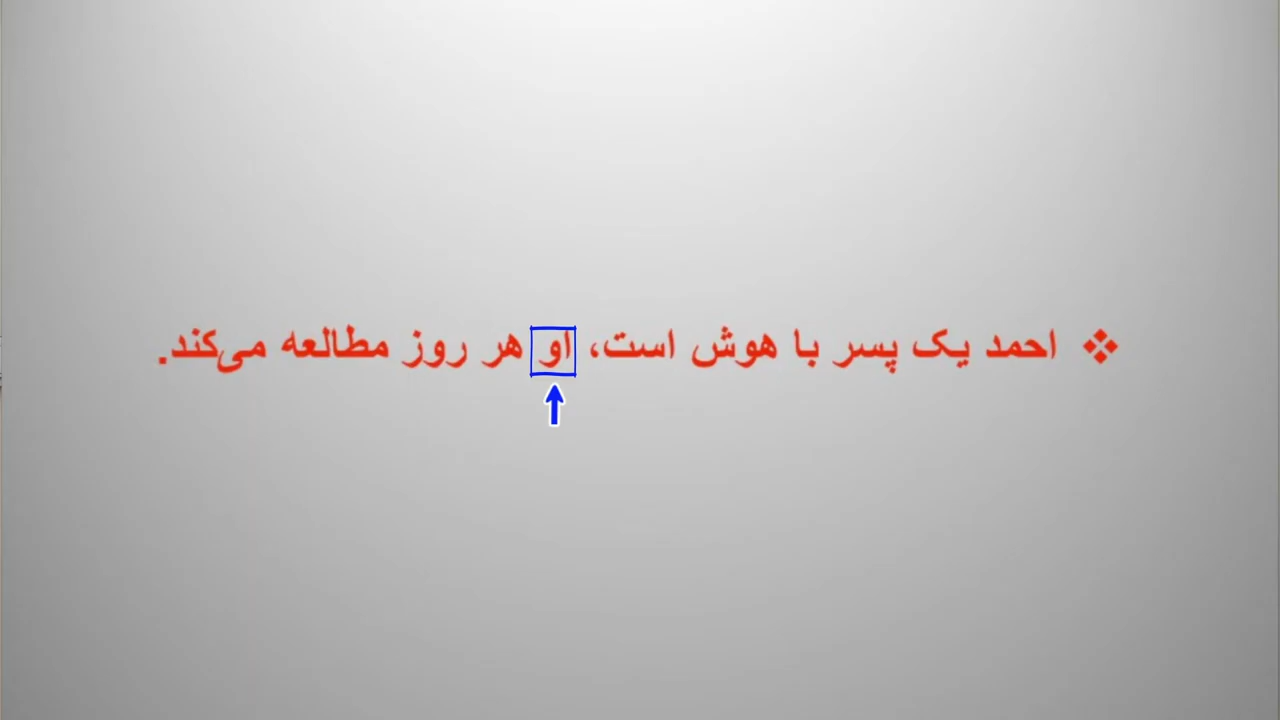 ❖ احمد یک پسر با هوش است، او هر روز مطالعه می‌کند.